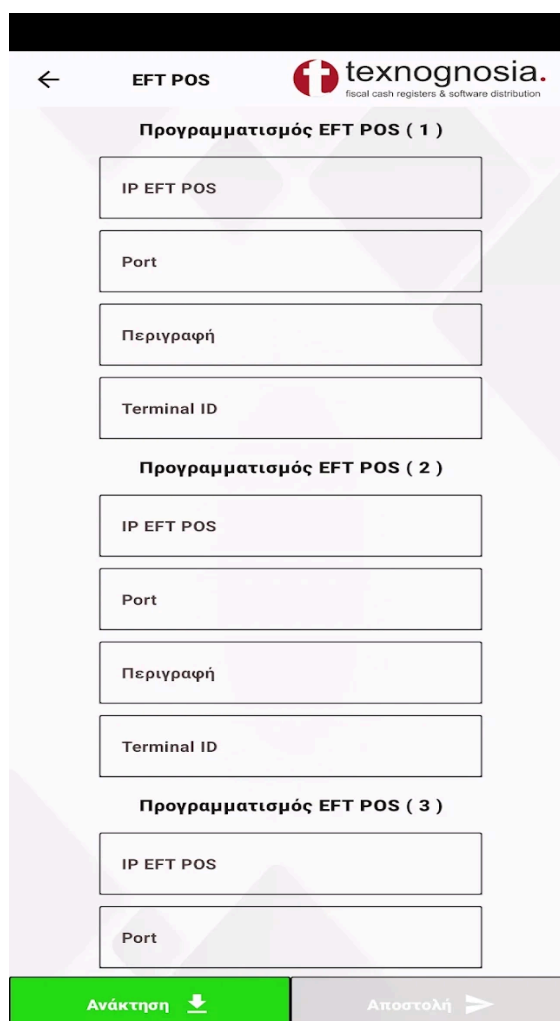 EFT POS
texnognosia.
fiscal cash registers & software distribution
Προγραμματισμός EFT POS ( 1 )
IP EFT POS
Port
Περιγραφή
Terminal ID
Προγραμματισμός EFT POS ( 2 )
IP EFT POS
Port
Περιγραφή
Terminal ID
Προγραμματισμός EFT POS ( 3 )
IP EFT POS
Port
Ανάκτηση
Αποστολή